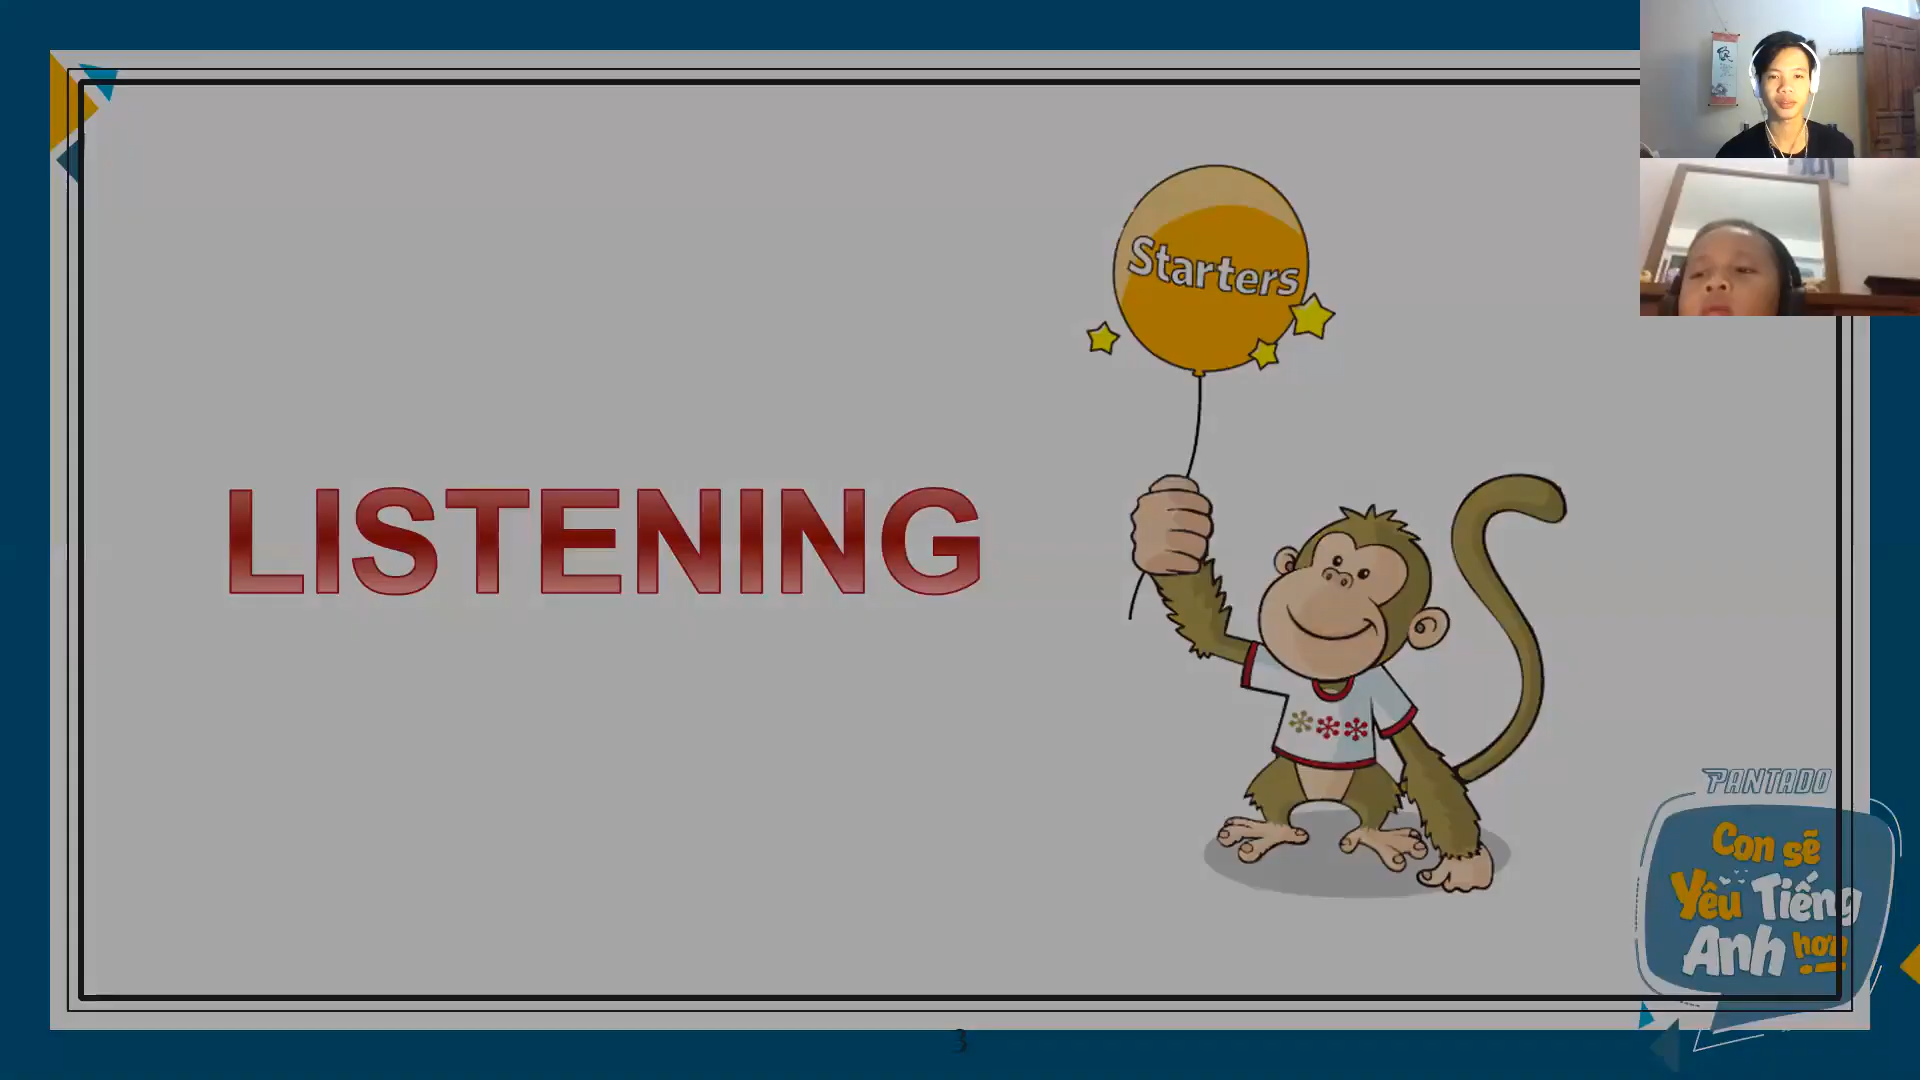 Starters
LISTENING
PANTADO
Con sẽ
Yêu Tiếng
Anh hơn
3